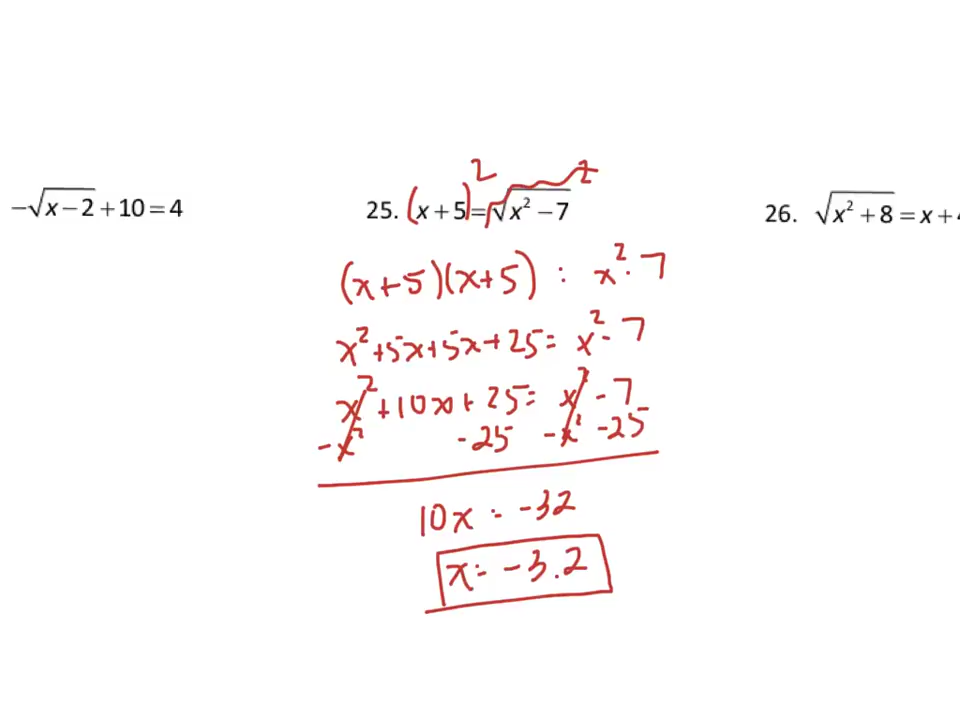 −√x − 2 + 10 = 4
25. (x + 5)² = √x² − 7
26. √x² + 8 = x + 4
(x+5)(x+5) : x² · 7
x² + 5x + 5x + 25 = x² - 7
x² + 10x + 25 = x² - 7
-x² -25 -x² -25
10x = -32
x = -3.2